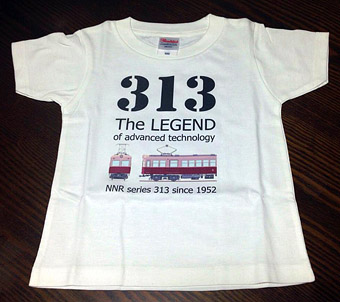 313
The LEGEND
of advanced technology
NNR series 313 since 1952